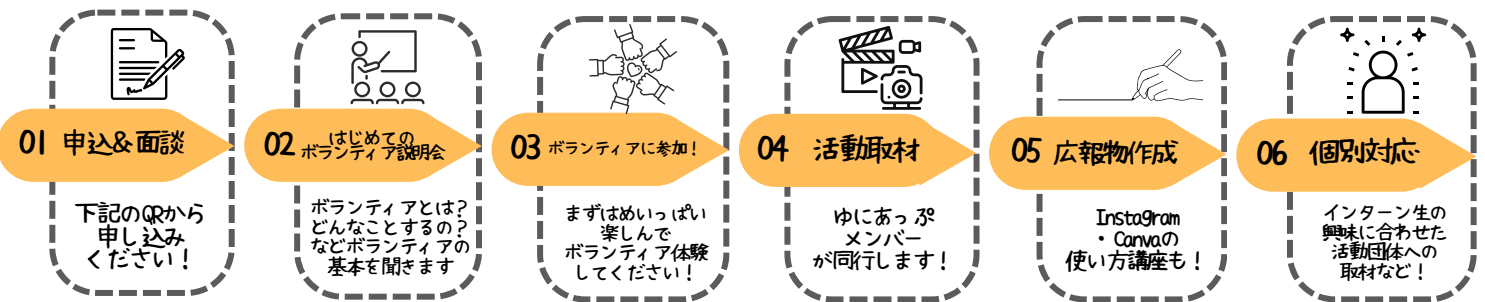 01 申込&面談
下記のQRから
申し込み
ください!
02 はじめての
ボランティア説明会
ボランティアとは?
どんなことするの?
などボランティアの
基本を聞きます
03 ボランティアに参加!
まずはめいっぱい
楽しんで
ボランティア体験
してください!
04 活動取材
ゆにあっぷ
メンバー
が同行します!
05 広報物作成
Instagram
・Canvaの
使い方講座も!
06 個別対応
インターン生の
興味に合わせた
活動団体への
取材など!